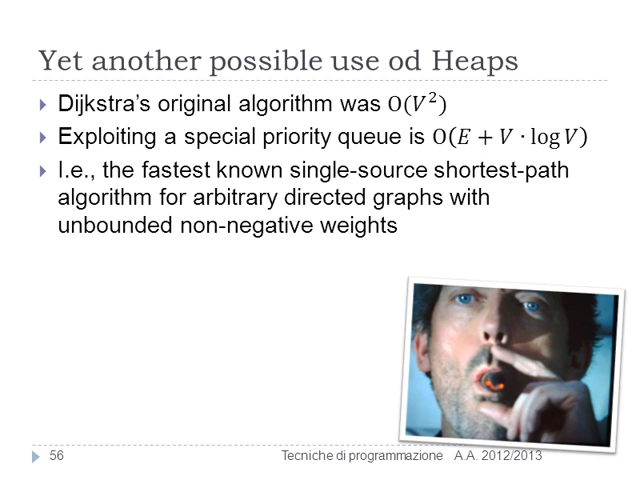 Yet another possible use od Heaps
Dijkstra's original algorithm was O(V²)
Exploiting a special priority queue is O(E + V · log V)
I.e., the fastest known single-source shortest-path
algorithm for arbitrary directed graphs with
unbounded non-negative weights
56 Tecniche di programmazione A.A. 2012/2013